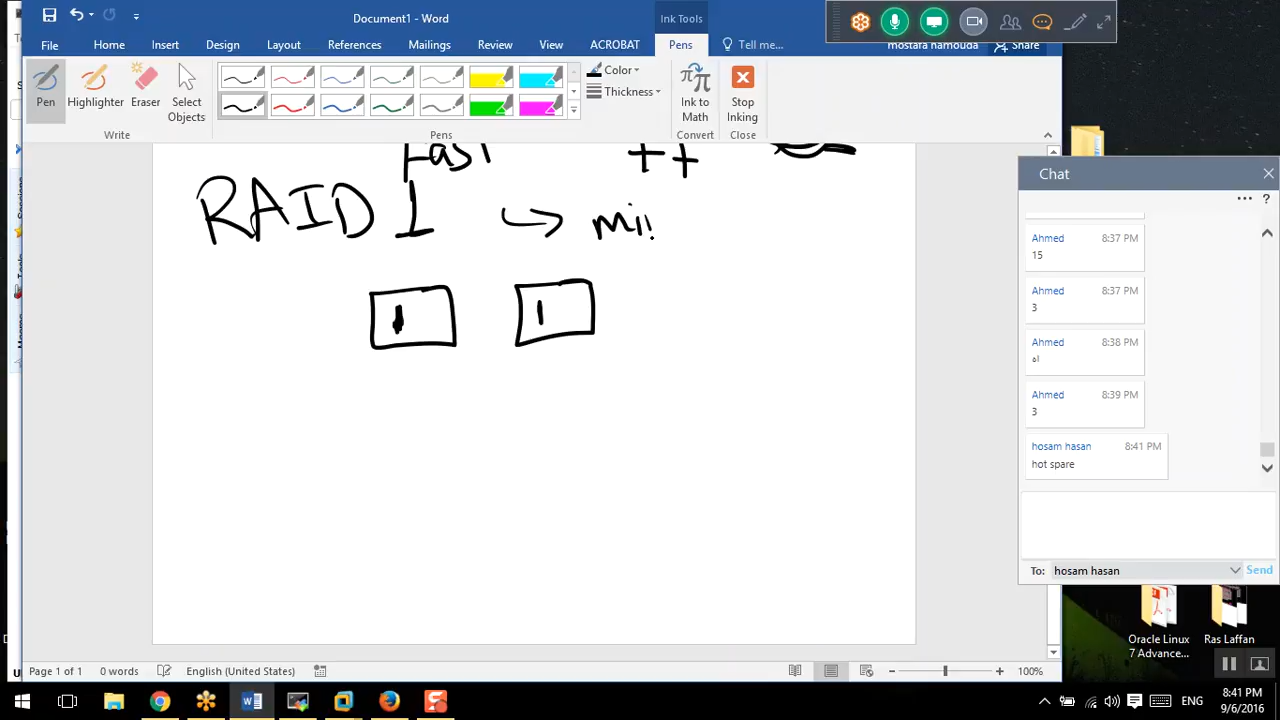 Document1 - Word
Ink Tools
File
Home
Insert
Design
Layout
References
Mailings
Review
View
ACROBAT
Pens
Tell me...
mostafa hamouda
Share
Pen
Highlighter
Eraser
Select Objects
Color
Thickness
Ink to Math
Stop Inking
Write
Pens
Convert
Close
Fast ++
RAID 1 mi
1 1
Chat
Ahmed 8:37 PM
15
Ahmed 8:37 PM
3
Ahmed 8:38 PM
اه
Ahmed 8:39 PM
3
hosam hasan 8:41 PM
hot spare
To: hosam hasan
Send
Oracle Linux 7 Advance...
Ras Laffan
Page 1 of 1
0 words
English (United States)
100%
ENG
8:41 PM
9/6/2016